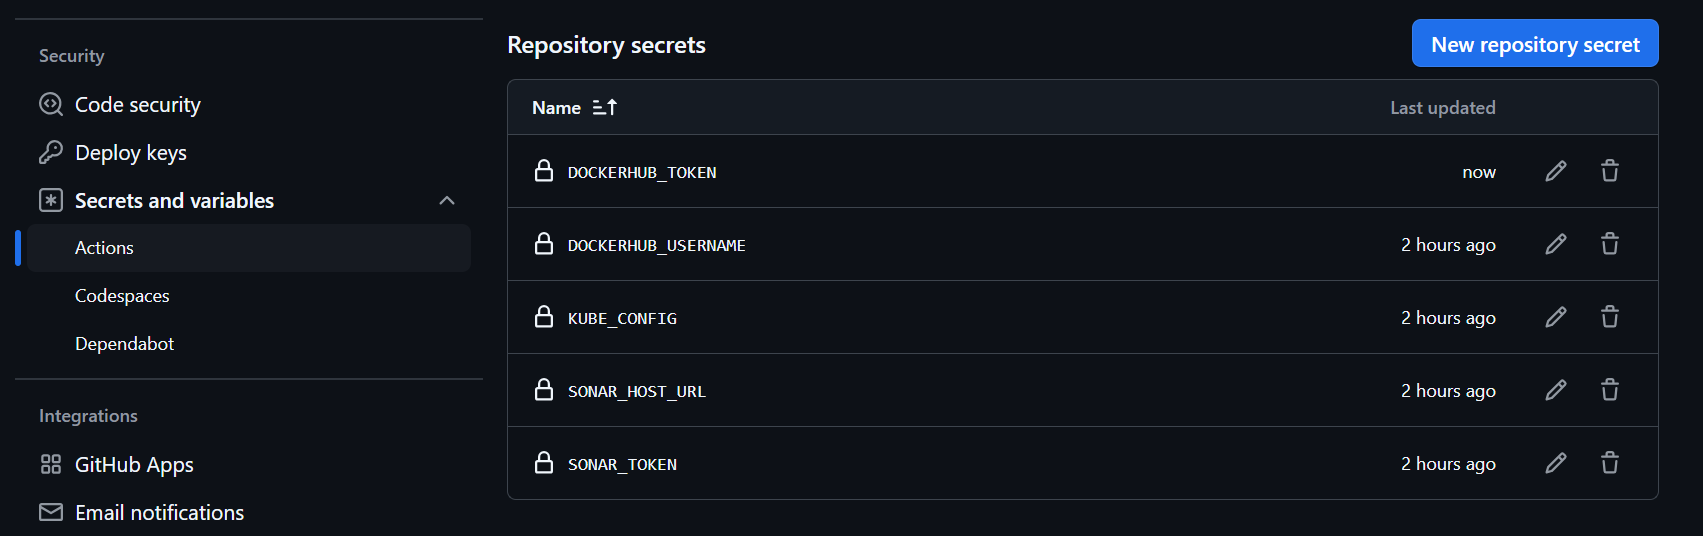 Security
Code security
Deploy keys
Secrets and variables
Actions
Codespaces
Dependabot
Integrations
GitHub Apps
Email notifications
Repository secrets
New repository secret
Name Last updated
DOCKERHUB_TOKEN now
DOCKERHUB_USERNAME 2 hours ago
KUBE_CONFIG 2 hours ago
SONAR_HOST_URL 2 hours ago
SONAR_TOKEN 2 hours ago